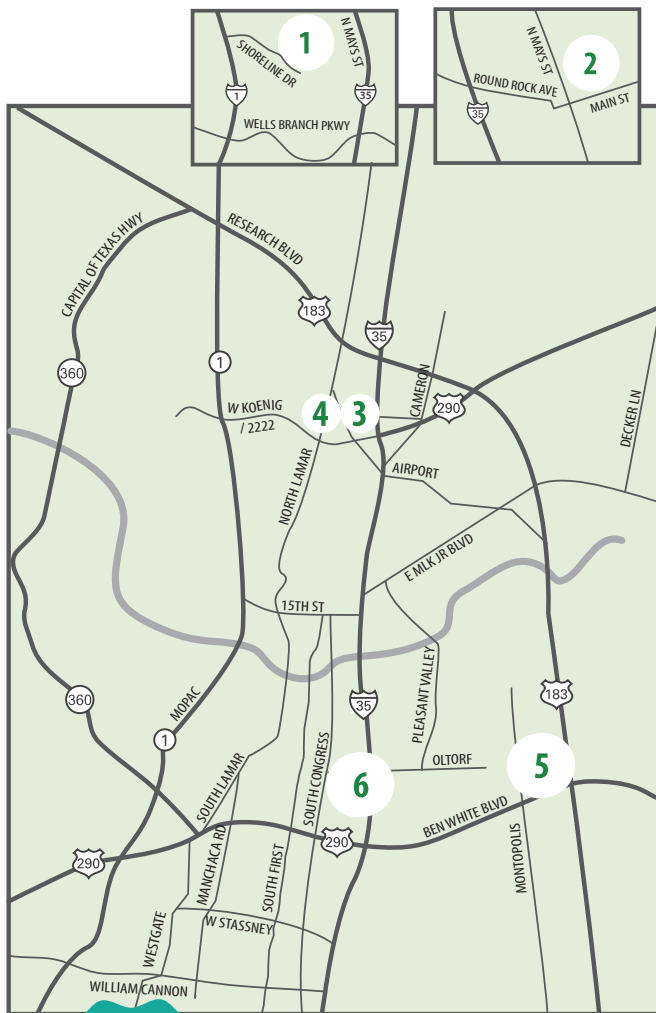 1
SHORELINE DR
N MAYS ST
1
35
WELLS BRANCH PKWY
N MAYS ST
2
ROUND ROCK AVE
MAIN ST
35
CAPITAL OF TEXAS HWY
RESEARCH BLVD
183
35
1
360
CAMERON
W KOENIG
/ 2222
4
3
290
DECKER LN
NORTH LAMAR
AIRPORT
E MLK JR BLVD
15TH ST
PLEASANT VALLEY
360
MOPAC
35
183
1
SOUTH LAMAR
SOUTH CONGRESS
OLTORF
5
6
BEN WHITE BLVD
290
290
MANCHACA RD
SOUTH FIRST
MONTOPOLIS
WESTGATE
W STASSNEY
WILLIAM CANNON